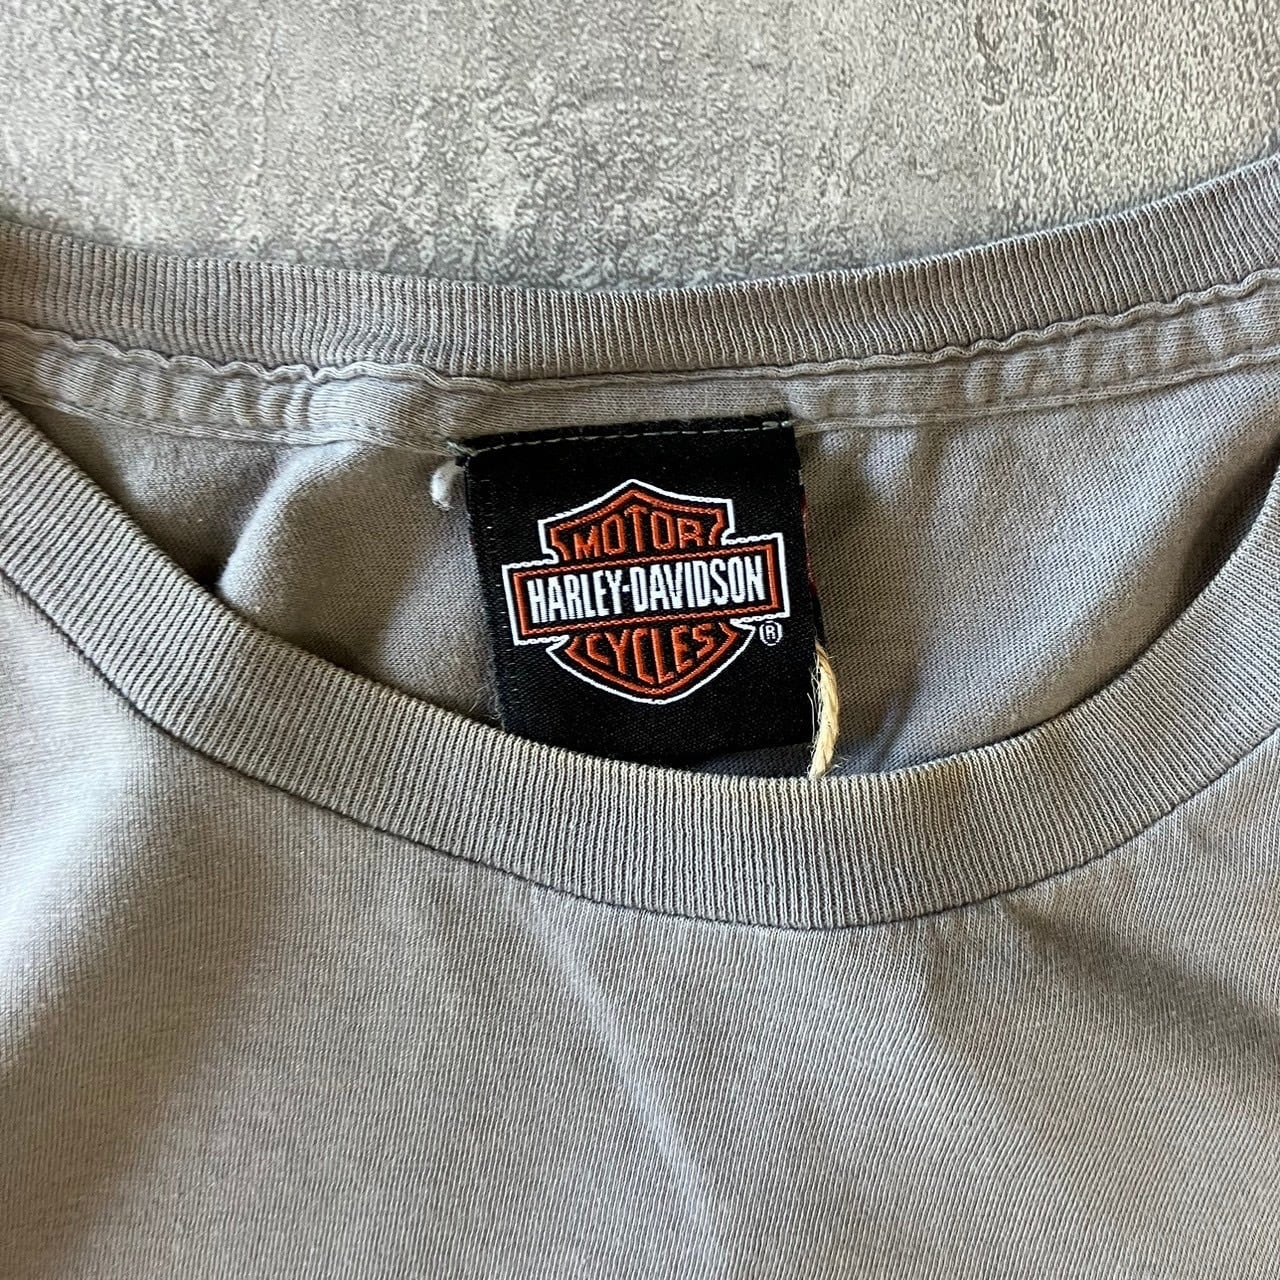 MOTOR
HARLEY-DAVIDSON
CYCLES
®